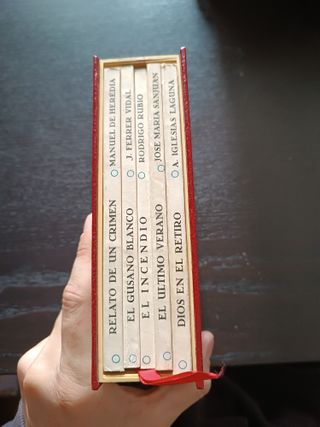 RELATO DE UN CRIMEN MANUEL DE HEREDIA
EL GUSANO BLANCO J. FERRER VIDAL
EL INCENDIO RODRIGO RUBIO
EL ULTIMO VERANO JOSE MARIA SANJUAN
DIOS EN EL RETIRO A. IGLESIAS LAGUNA